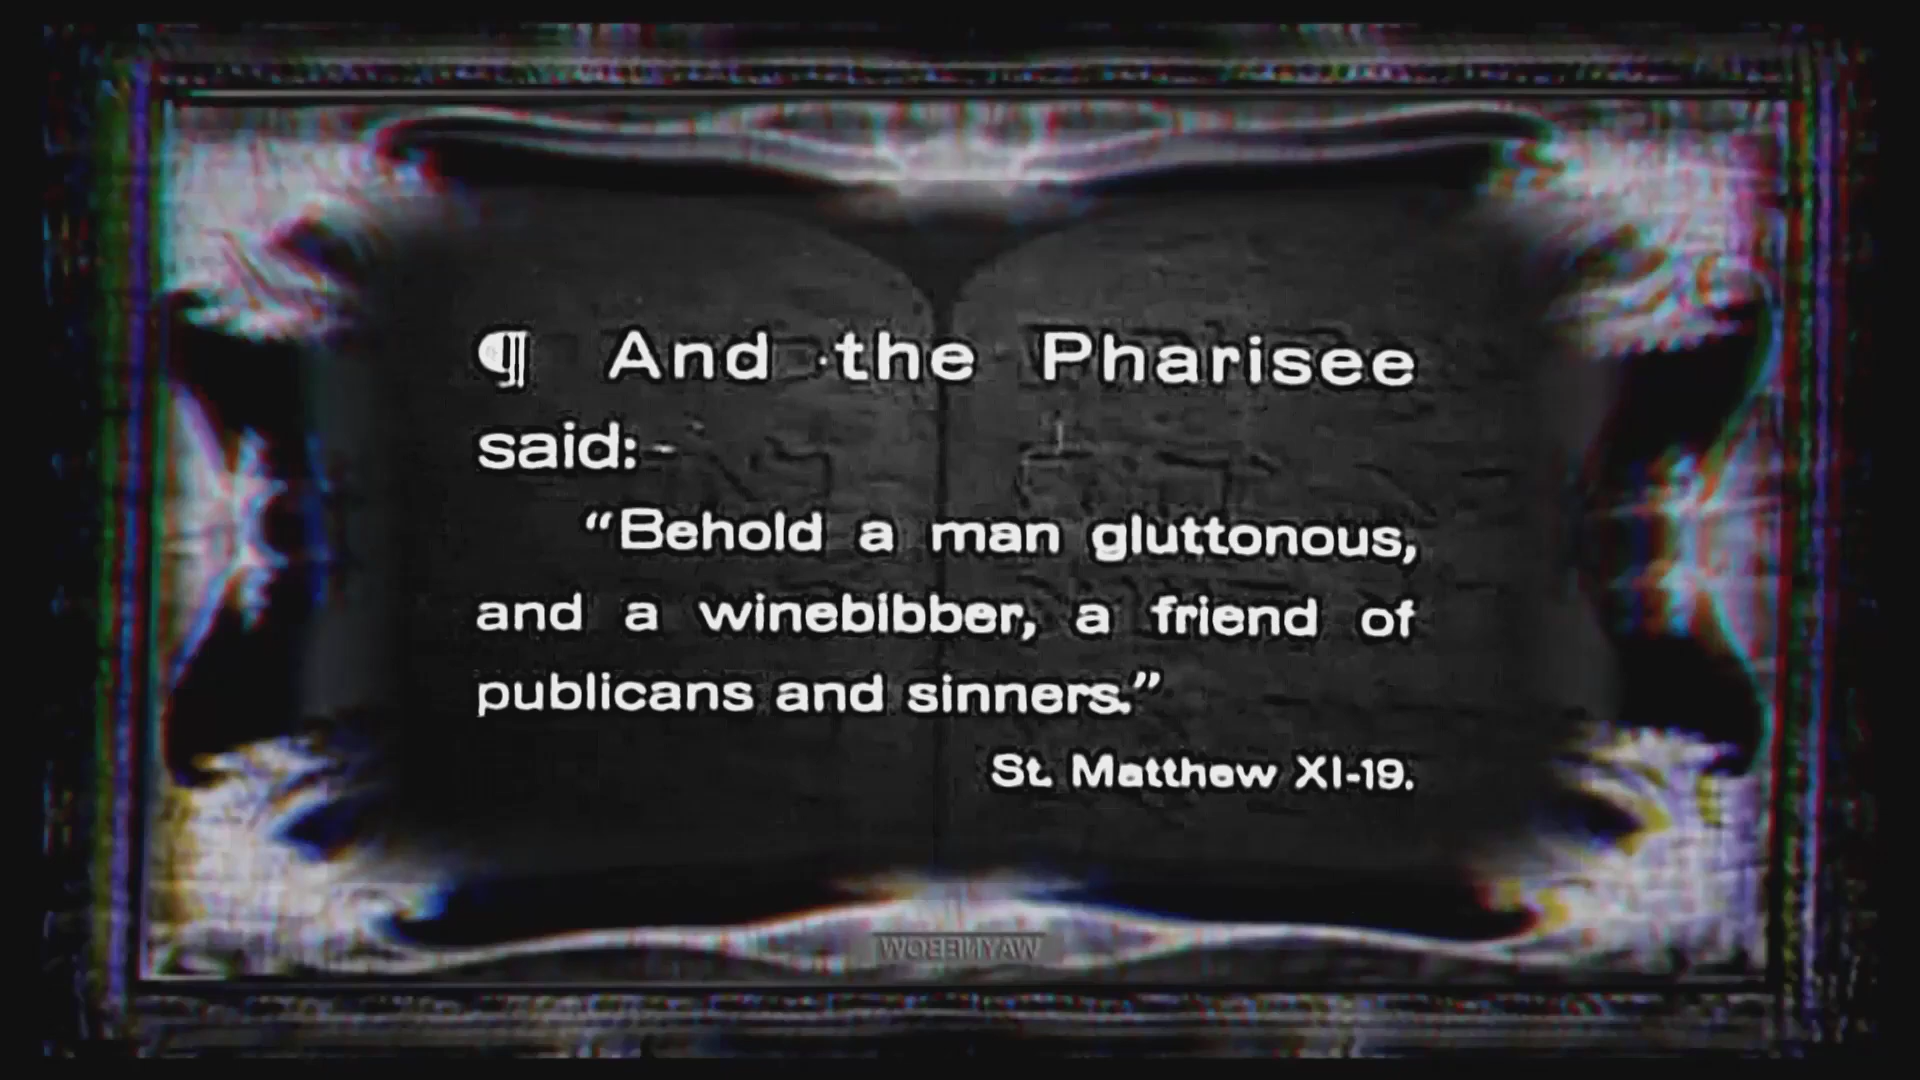 ¶ And the Pharisee
said:-
“Behold a man gluttonous,
and a winebibber, a friend of
publicans and sinners.”
St. Matthew XI-19.